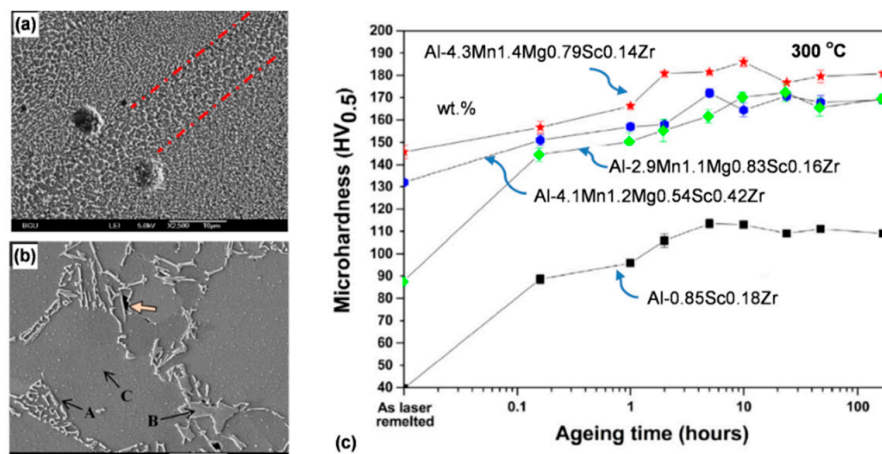 (a)
BGU LEI 5.0kV X2,500 10μm
(b)
A
C
B
(c)
Microhardness (HV0.5)
200
190
180
170
160
150
140
130
120
110
100
90
80
70
60
50
40
Al-4.3Mn1.4Mg0.79Sc0.14Zr
300 °C
wt.%
Al-2.9Mn1.1Mg0.83Sc0.16Zr
Al-4.1Mn1.2Mg0.54Sc0.42Zr
Al-0.85Sc0.18Zr
As laser
remelted
0.1
1
10
100
Ageing time (hours)